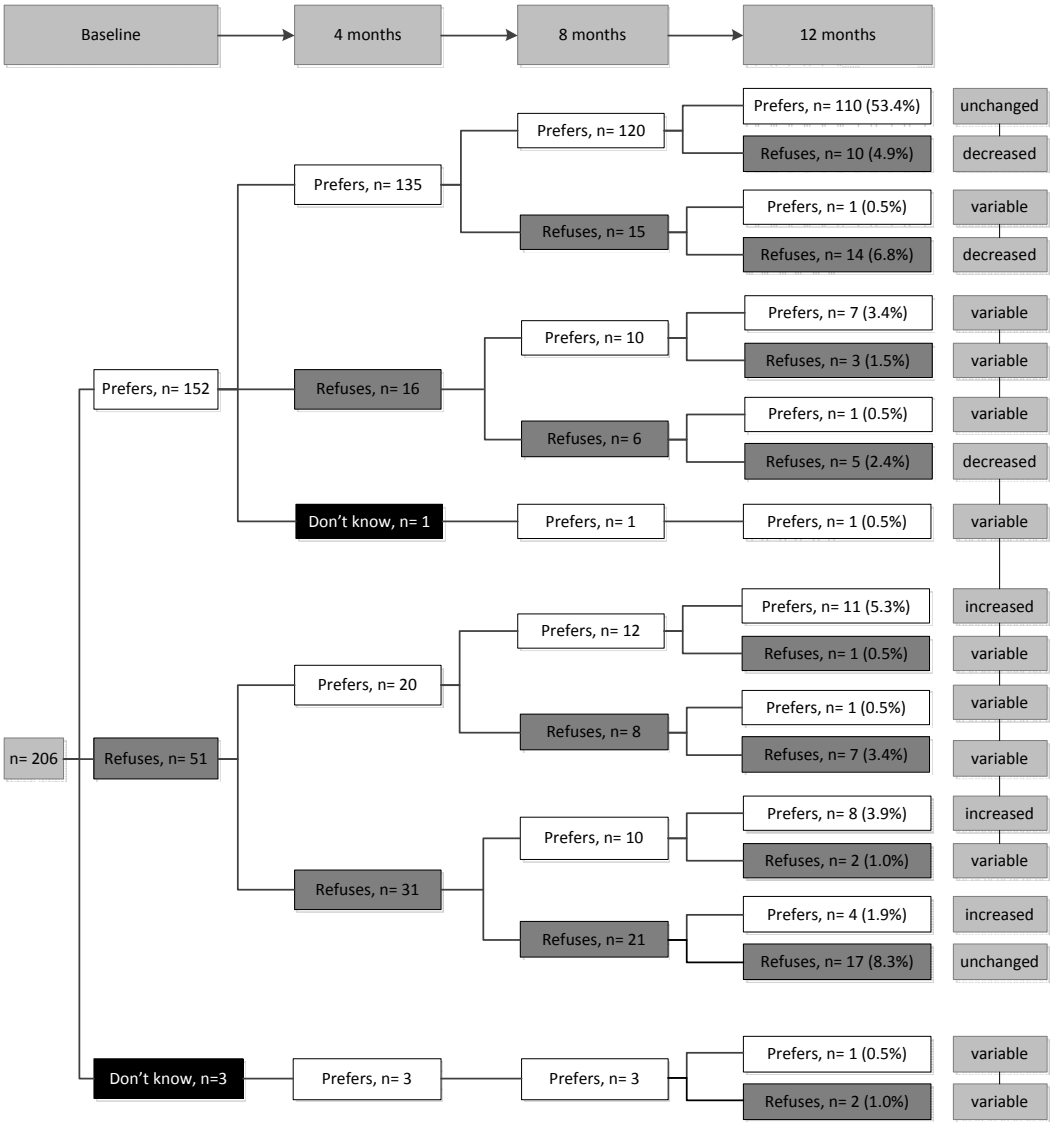 Baseline
4 months
8 months
12 months
Prefers, n= 110 (53.4%)
unchanged
Prefers, n= 120
Refuses, n= 10 (4.9%)
decreased
Prefers, n= 135
Prefers, n= 1 (0.5%)
variable
Refuses, n= 15
Refuses, n= 14 (6.8%)
decreased
Prefers, n= 7 (3.4%)
variable
Prefers, n= 10
Refuses, n= 3 (1.5%)
variable
Prefers, n= 152
Refuses, n= 16
Prefers, n= 1 (0.5%)
variable
Refuses, n= 6
Refuses, n= 5 (2.4%)
decreased
Don’t know, n= 1
Prefers, n= 1
Prefers, n= 1 (0.5%)
variable
Prefers, n= 11 (5.3%)
increased
Prefers, n= 12
Refuses, n= 1 (0.5%)
variable
Prefers, n= 20
Prefers, n= 1 (0.5%)
variable
Refuses, n= 8
Refuses, n= 7 (3.4%)
variable
n= 206
Refuses, n= 51
Prefers, n= 8 (3.9%)
increased
Prefers, n= 10
Refuses, n= 2 (1.0%)
variable
Refuses, n= 31
Prefers, n= 4 (1.9%)
increased
Refuses, n= 21
Refuses, n= 17 (8.3%)
unchanged
Prefers, n= 1 (0.5%)
variable
Don’t know, n=3
Prefers, n= 3
Prefers, n= 3
Refuses, n= 2 (1.0%)
variable